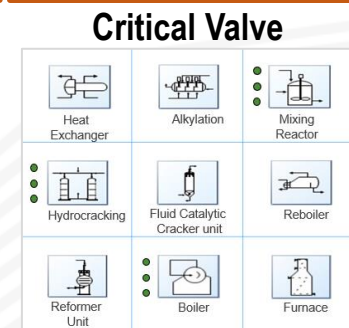 Critical Valve
Heat
Exchanger
Alkylation
Mixing
Reactor
Hydrocracking
Fluid Catalytic
Cracker unit
Reboiler
Reformer
Unit
Boiler
Furnace